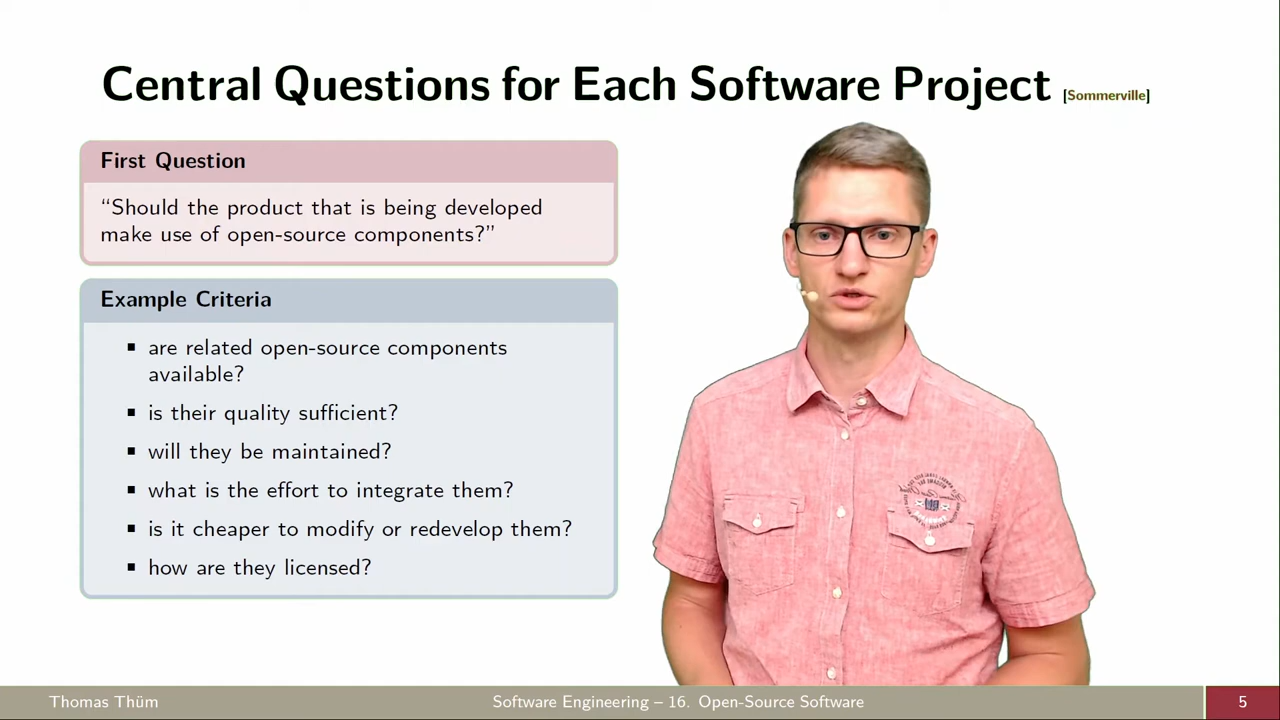 Central Questions for Each Software Project [Sommerville]
First Question
“Should the product that is being developed
make use of open-source components?”
Example Criteria
▪ are related open-source components
available?
▪ is their quality sufficient?
▪ will they be maintained?
▪ what is the effort to integrate them?
▪ is it cheaper to modify or redevelop them?
▪ how are they licensed?
Thomas Thüm
Software Engineering – 16. Open-Source Software
5